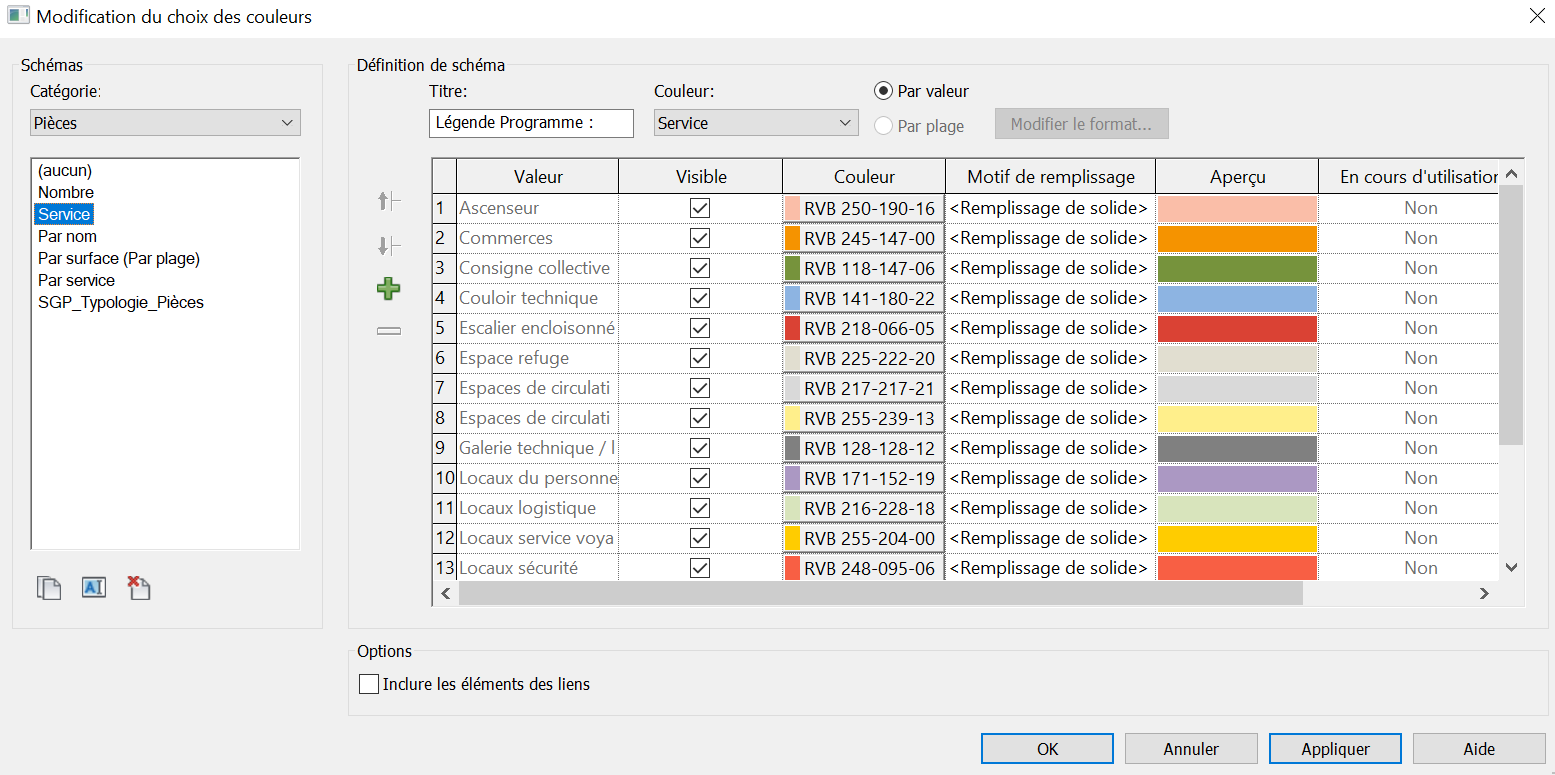 Modification du choix des couleurs
Schémas
Catégorie:
Pièces
(aucun)
Nombre
Service
Par nom
Par surface (Par plage)
Par service
SGP_Typologie_Pièces
Définition de schéma
Titre: Couleur: Par valeur
Légende Programme : Service Par plage Modifier le format...
Valeur Visible Couleur Motif de remplissage Aperçu En cours d'utilisation
1 Ascenseur RVB 250-190-16 <Remplissage de solide> Non
2 Commerces RVB 245-147-00 <Remplissage de solide> Non
3 Consigne collective RVB 118-147-06 <Remplissage de solide> Non
4 Couloir technique RVB 141-180-22 <Remplissage de solide> Non
5 Escalier encloisonné RVB 218-066-05 <Remplissage de solide> Non
6 Espace refuge RVB 225-222-20 <Remplissage de solide> Non
7 Espaces de circulati RVB 217-217-21 <Remplissage de solide> Non
8 Espaces de circulati RVB 255-239-13 <Remplissage de solide> Non
9 Galerie technique / l RVB 128-128-12 <Remplissage de solide> Non
10 Locaux du personne RVB 171-152-19 <Remplissage de solide> Non
11 Locaux logistique RVB 216-228-18 <Remplissage de solide> Non
12 Locaux service voya RVB 255-204-00 <Remplissage de solide> Non
13 Locaux sécurité RVB 248-095-06 <Remplissage de solide> Non
Options
Inclure les éléments des liens
OK Annuler Appliquer Aide